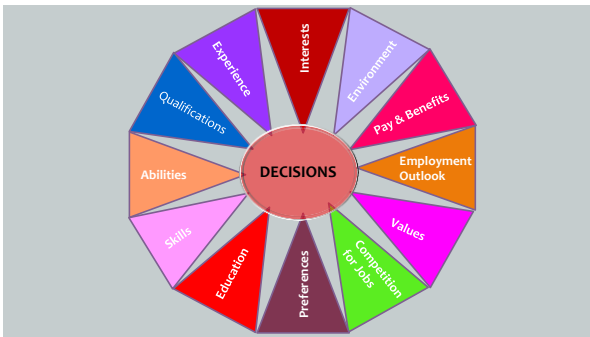 Interests
Environment
Pay & Benefits
Employment
Outlook
Values
Competition
for Jobs
Preferences
Education
Skills
Abilities
Qualifications
Experience
DECISIONS